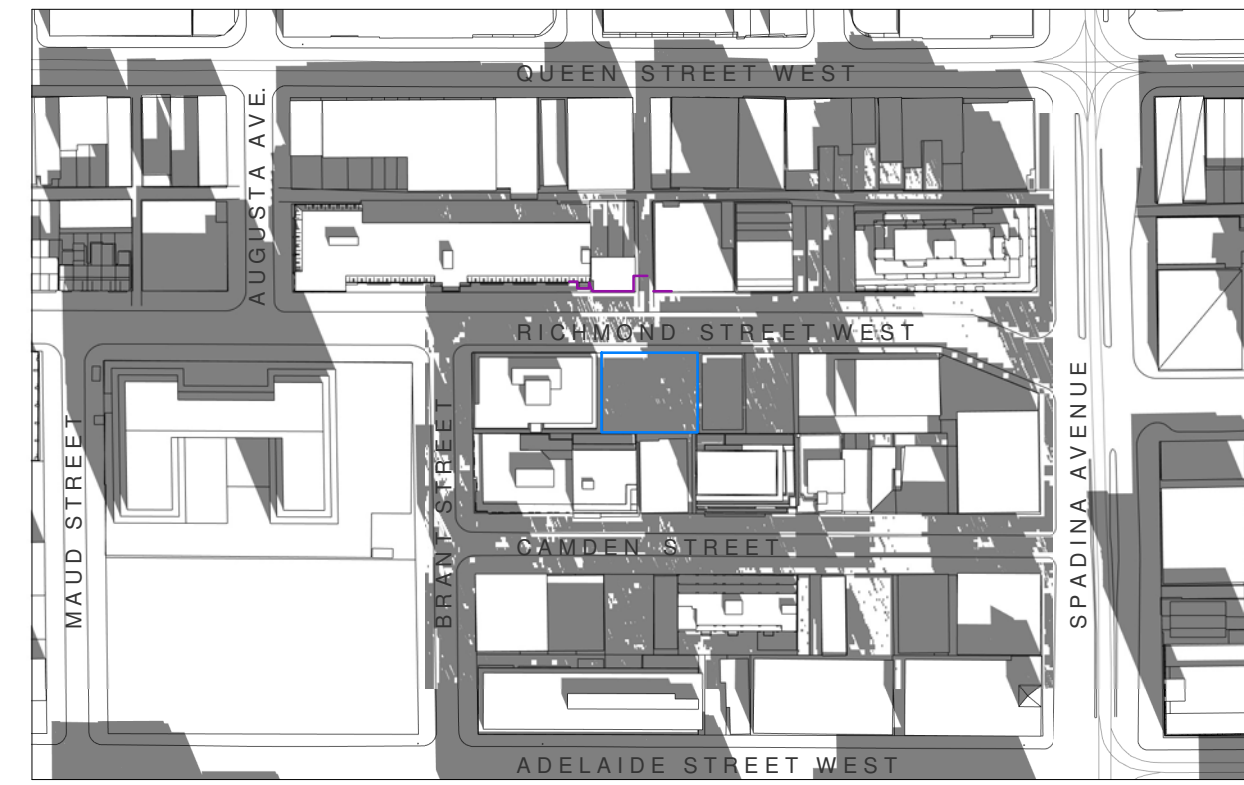 QUEEN STREET WEST
AUGUSTA AVE.
RICHMOND STREET WEST
MAUD STREET
BRANT STREET
SPADINA AVENUE
CAMDEN STREET
ADELAIDE STREET WEST